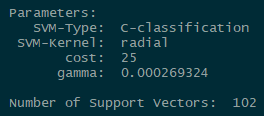 Parameters:
SVM-Type: C-classification
SVM-Kernel: radial
cost: 25
gamma: 0.000269324
Number of Support Vectors: 102